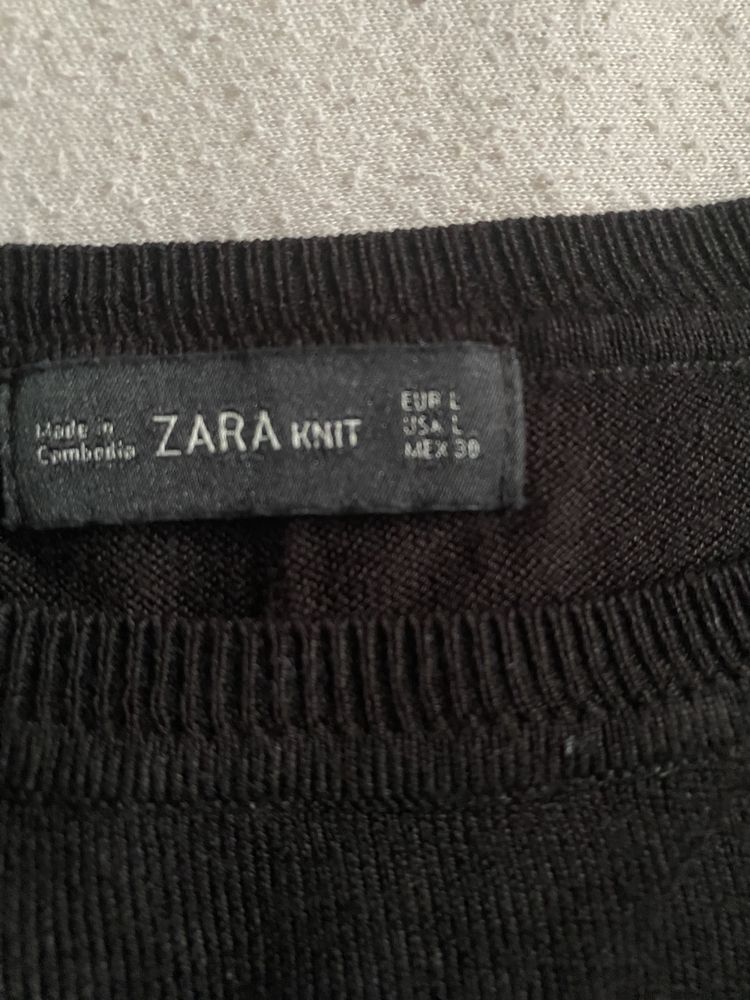 Made in
Cambodia
ZARA KNIT
EUR L
USA L
MEX 30